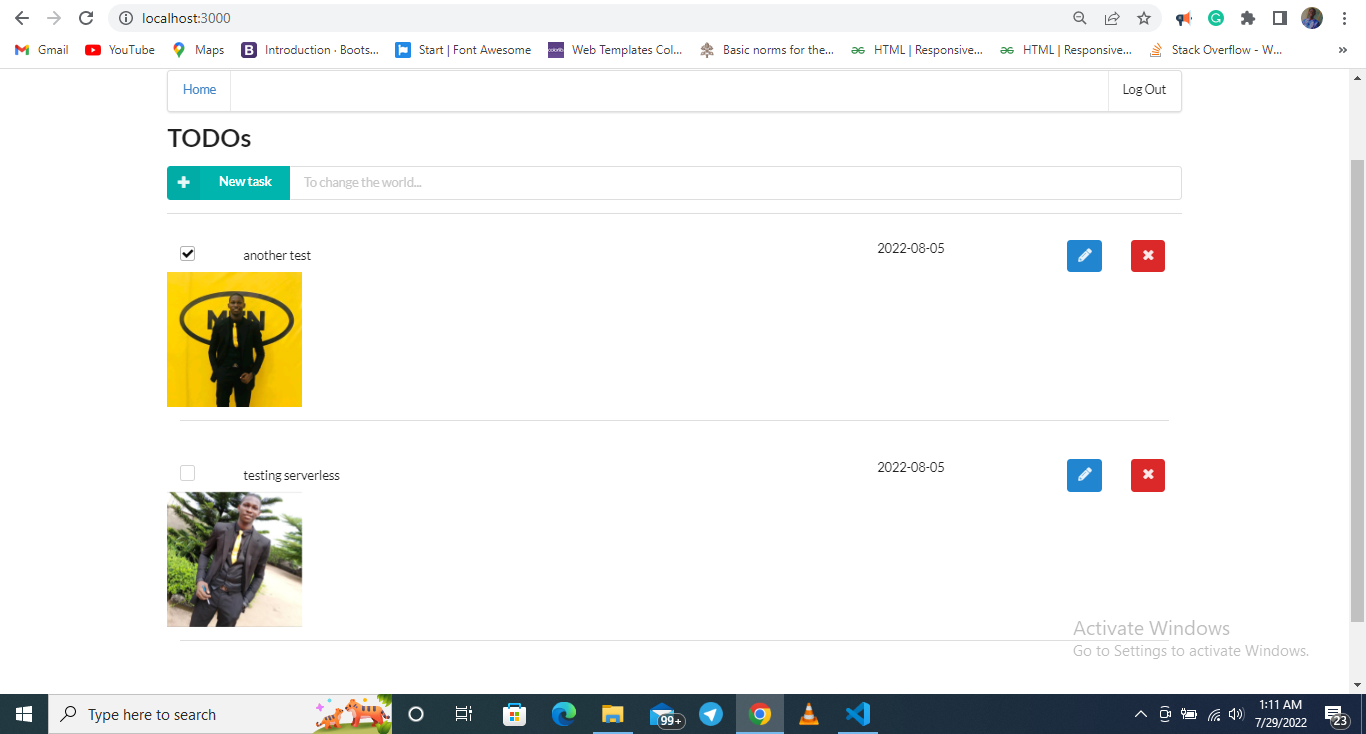 localhost:3000
Gmail
YouTube
Maps
B
Introduction · Boots...
Start | Font Awesome
colorlib
Web Templates Col...
Basic norms for the...
HTML | Responsive...
HTML | Responsive...
Stack Overflow - W...
»
Home
Log Out
TODOs
New task
To change the world...
another test
2022-08-05
testing serverless
2022-08-05
Activate Windows
Go to Settings to activate Windows.
Type here to search
99+
1:11 AM
7/29/2022
23